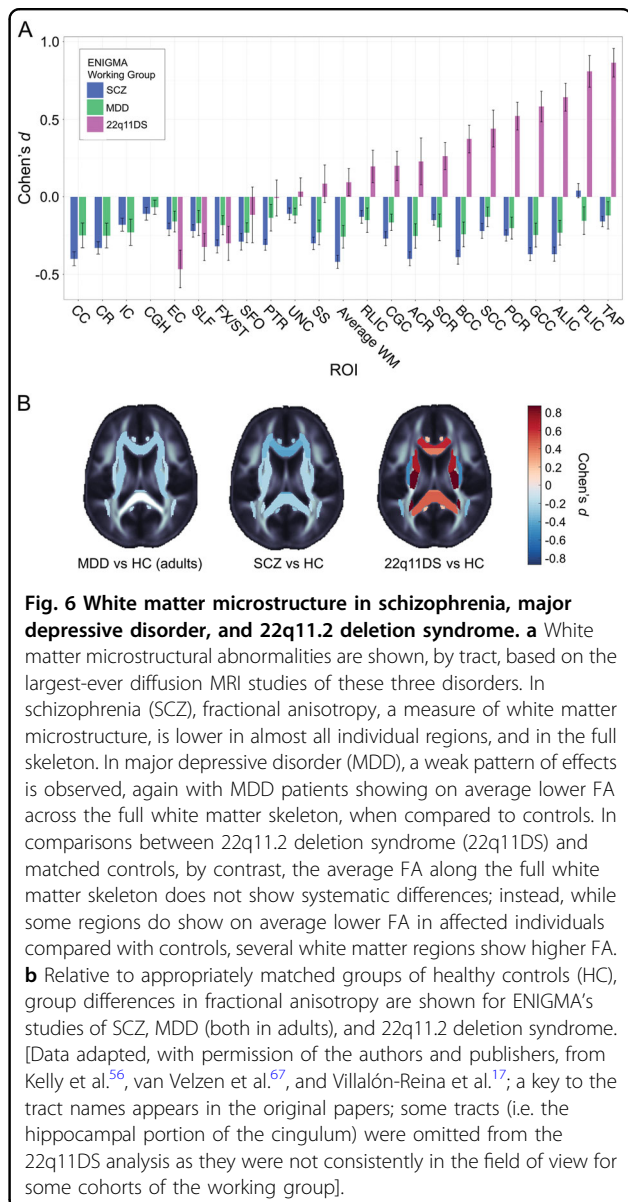 A
ENIGMA
Working Group
SCZ
MDD
22q11DS
Cohen's d
1.0
0.5
0.0
-0.5
CC
CR
IC
CGH
EC
SLF
FX/ST
SFO
PTR
UNC
SS
Average WM
RLIC
CGC
ACR
SCR
BCC
SCC
PCR
GCC
ALIC
PLIC
TAP
ROI
B
0.8
0.6
0.4
0.2
0
-0.2
-0.4
-0.6
-0.8
Cohen's d
MDD vs HC (adults)
SCZ vs HC
22q11DS vs HC
Fig. 6 White matter microstructure in schizophrenia, major
depressive disorder, and 22q11.2 deletion syndrome. a White
matter microstructural abnormalities are shown, by tract, based on the
largest-ever diffusion MRI studies of these three disorders. In
schizophrenia (SCZ), fractional anisotropy, a measure of white matter
microstructure, is lower in almost all individual regions, and in the full
skeleton. In major depressive disorder (MDD), a weak pattern of effects
is observed, again with MDD patients showing on average lower FA
across the full white matter skeleton, when compared to controls. In
comparisons between 22q11.2 deletion syndrome (22q11DS) and
matched controls, by contrast, the average FA along the full white
matter skeleton does not show systematic differences; instead, while
some regions do show on average lower FA in affected individuals
compared with controls, several white matter regions show higher FA.
b Relative to appropriately matched groups of healthy controls (HC),
group differences in fractional anisotropy are shown for ENIGMA's
studies of SCZ, MDD (both in adults), and 22q11.2 deletion syndrome.
[Data adapted, with permission of the authors and publishers, from
Kelly et al.56, van Velzen et al.67, and Villalón-Reina et al.17; a key to the
tract names appears in the original papers; some tracts (i.e. the
hippocampal portion of the cingulum) were omitted from the
22q11DS analysis as they were not consistently in the field of view for
some cohorts of the working group].